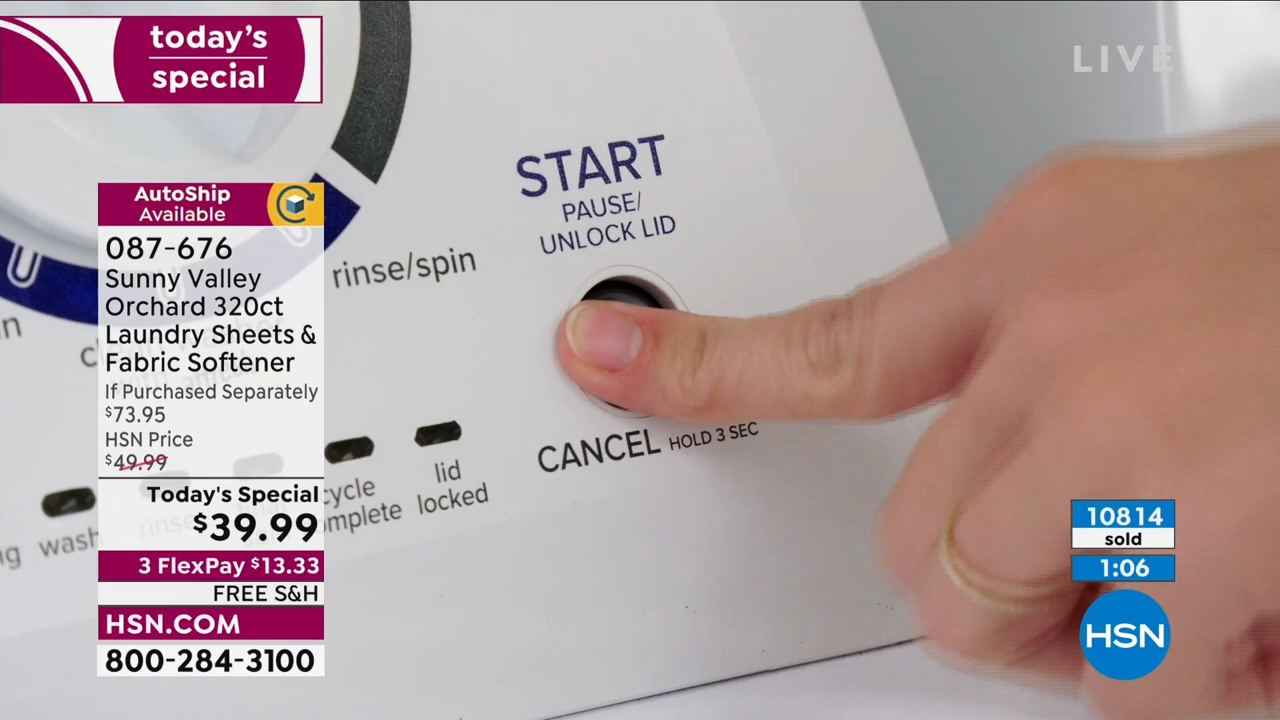 today's
special
LIVE
AutoShip
Available
087-676
Sunny Valley
Orchard 320ct
Laundry Sheets &
Fabric Softener
If Purchased Separately
$73.95
HSN Price
$49.99
Today's Special
$39.99
3 FlexPay $13.33
FREE S&H
HSN.COM
800-284-3100
START
PAUSE/
UNLOCK LID
rinse/spin
CANCEL HOLD 3 SEC
wash
rinse
lid
locked
10814
sold
1:06
HSN